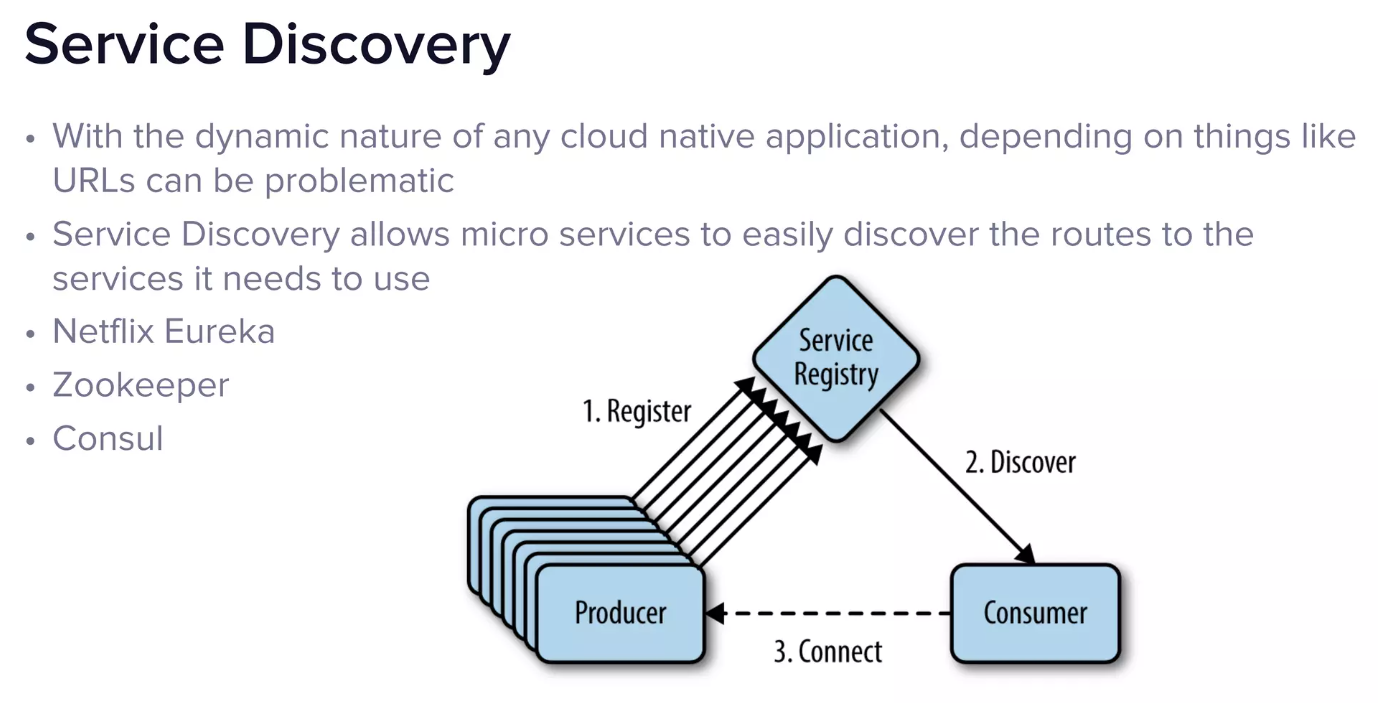 Service Discovery
• With the dynamic nature of any cloud native application, depending on things like
URLs can be problematic
• Service Discovery allows micro services to easily discover the routes to the
services it needs to use
• Netflix Eureka
• Zookeeper
• Consul
Service
Registry
1. Register
2. Discover
Producer
Consumer
3. Connect